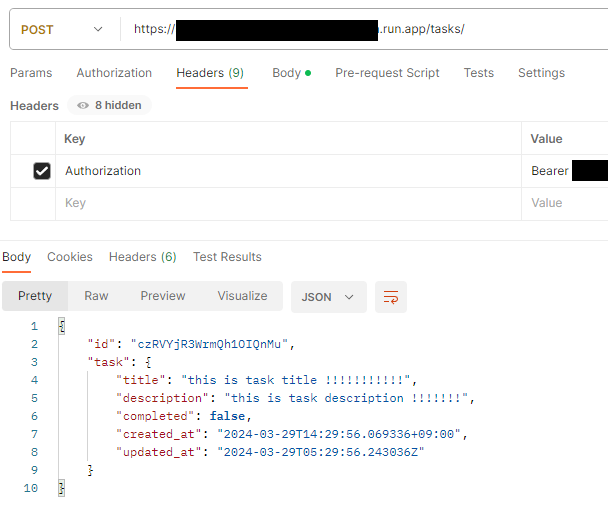 POST https:// .run.app/tasks/
Params Authorization Headers (9) Body Pre-request Script Tests Settings
Headers 8 hidden
Key Value
Authorization Bearer
Key Value
Body Cookies Headers (6) Test Results
Pretty Raw Preview Visualize JSON
1 {
2 "id": "czRVYjR3WrmQh1OIQnMu",
3 "task": {
4 "title": "this is task title !!!!!!!!!!!",
5 "description": "this is task description !!!!!!!",
6 "completed": false,
7 "created_at": "2024-03-29T14:29:56.069336+09:00",
8 "updated_at": "2024-03-29T05:29:56.243036Z"
9 }
10 }